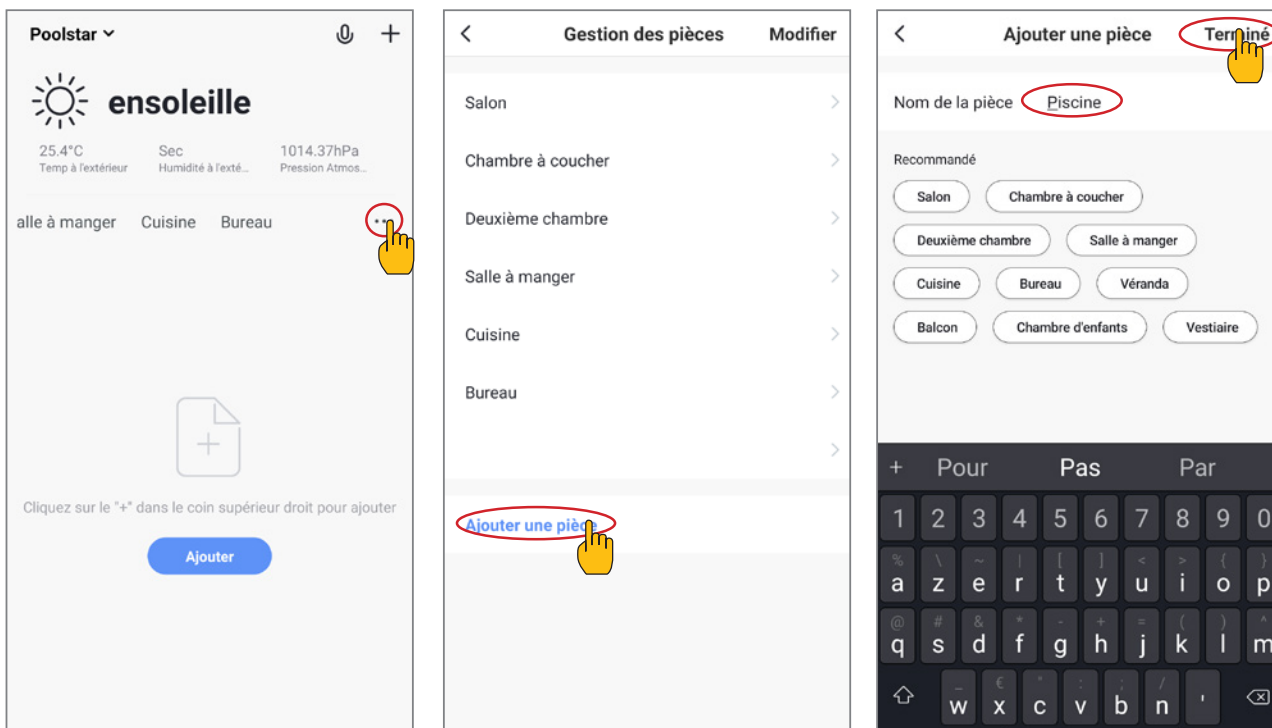 Poolstar
ensoleille
25.4°C Sec 1014.37hPa
Temp à l'extérieur Humidité à l'exté... Pression Atmos...
alle à manger Cuisine Bureau ...
Cliquez sur le "+" dans le coin supérieur droit pour ajouter
Ajouter
Gestion des pièces Modifier
Salon
Chambre à coucher
Deuxième chambre
Salle à manger
Cuisine
Bureau
Ajouter une pièce
Ajouter une pièce Terminé
Nom de la pièce Piscine
Recommandé
Salon Chambre à coucher
Deuxième chambre Salle à manger
Cuisine Bureau Véranda
Balcon Chambre d'enfants Vestiaire
+ Pour Pas Par
1 2 3 4 5 6 7 8 9 0
% \ ~ | [ ] < > { }
a z e r t y u i o p
@ # & * - + = ( ) ^
q s d f g h j k l m
_ € " : ; /
w x c v b n '